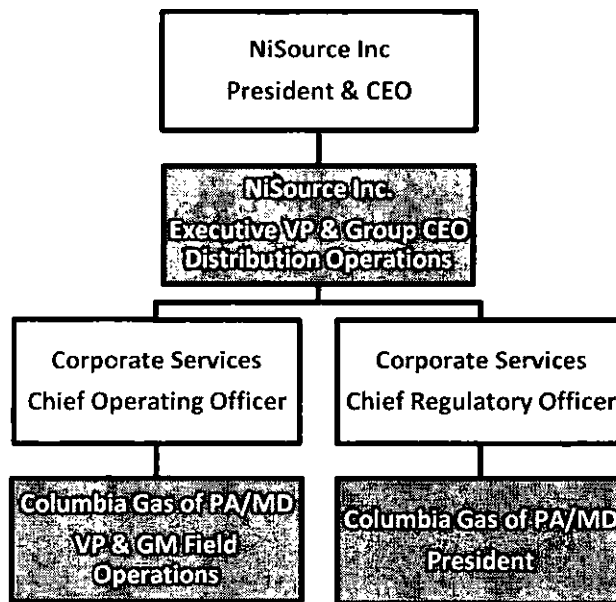 NiSource Inc
President & CEO
NiSource Inc.
Executive VP & Group CEO
Distribution Operations
Corporate Services
Chief Operating Officer
Corporate Services
Chief Regulatory Officer
Columbia Gas of PA/MD
VP & GM Field
Operations
Columbia Gas of PA/MD
President